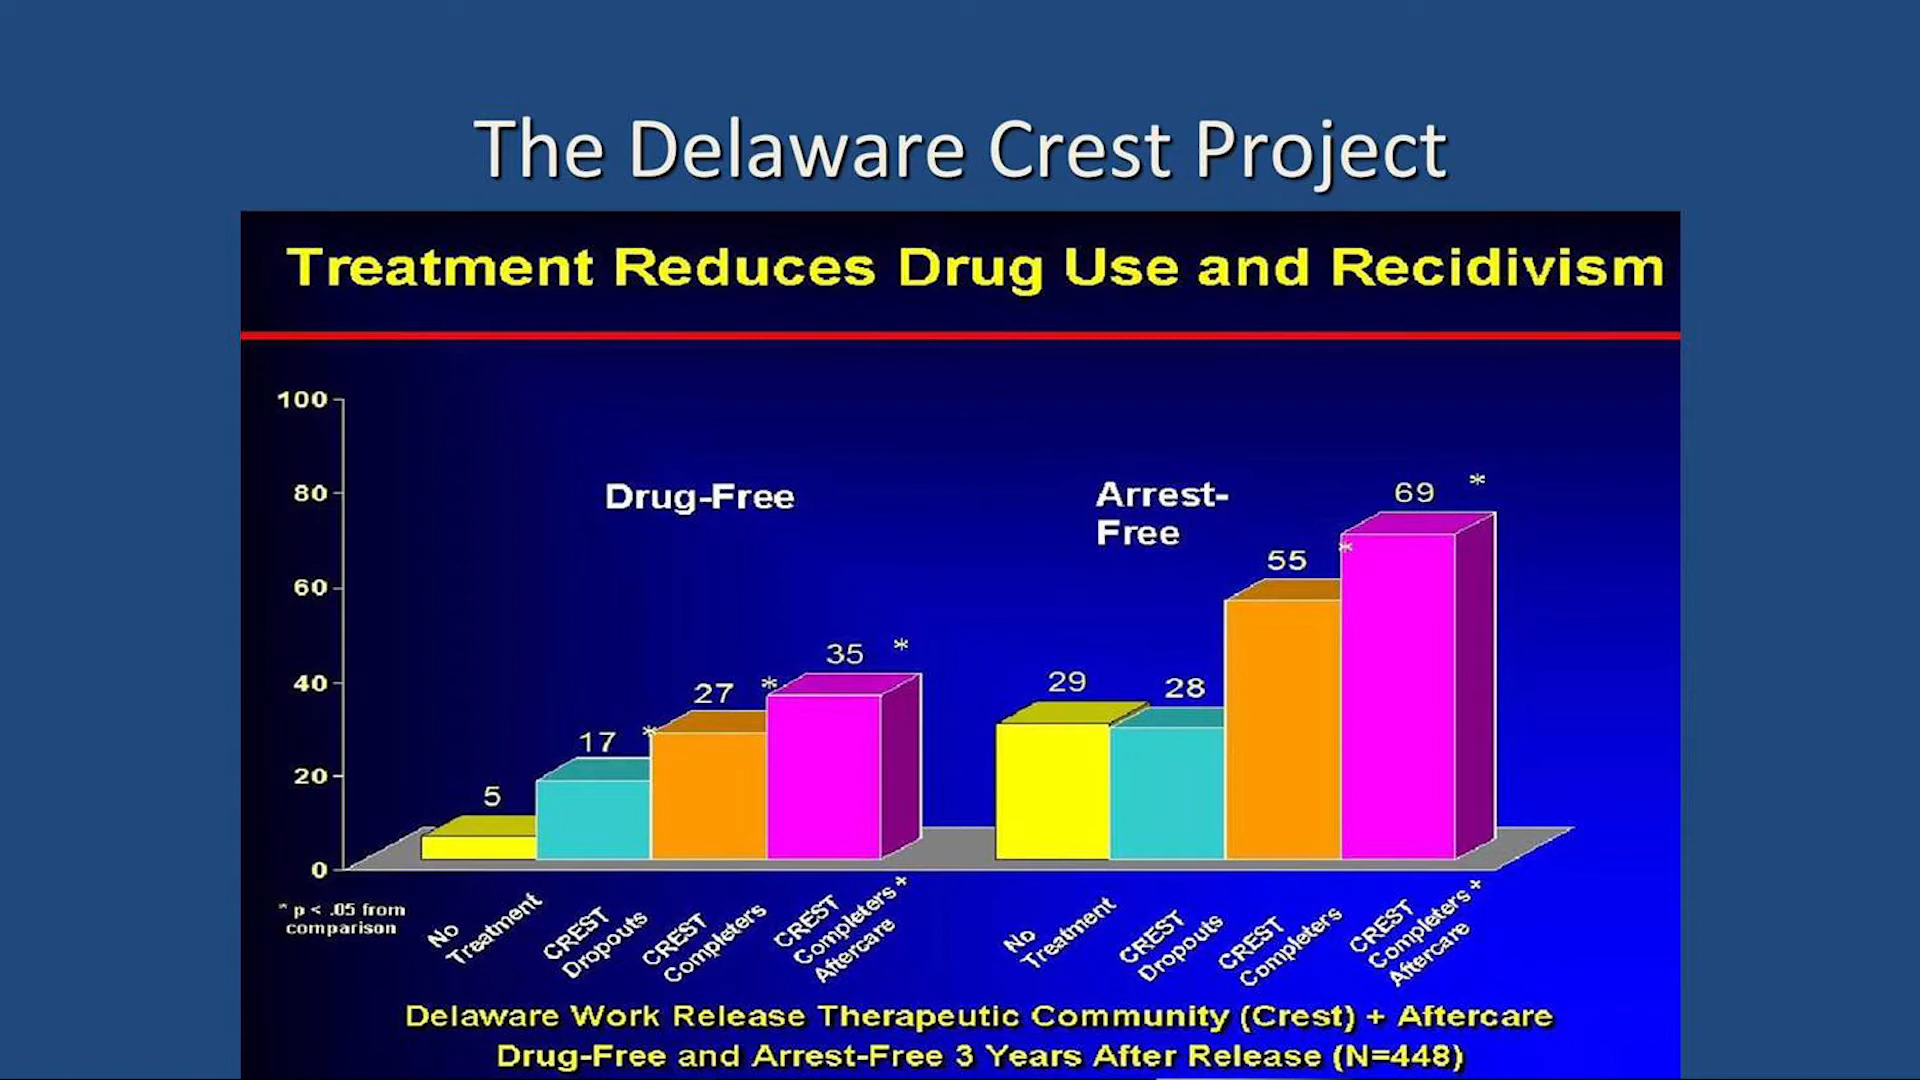 The Delaware Crest Project
Treatment Reduces Drug Use and Recidivism
100
80
60
40
20
0
Drug-Free
Arrest-
Free
5
17 *
27 *
35 *
29
28
55 *
69 *
* p < .05 from
comparison
No
Treatment
CREST
Dropouts
CREST
Completers
CREST
Completers +
Aftercare
No
Treatment
CREST
Dropouts
CREST
Completers
CREST
Completers +
Aftercare
Delaware Work Release Therapeutic Community (Crest) + Aftercare
Drug-Free and Arrest-Free 3 Years After Release (N=448)